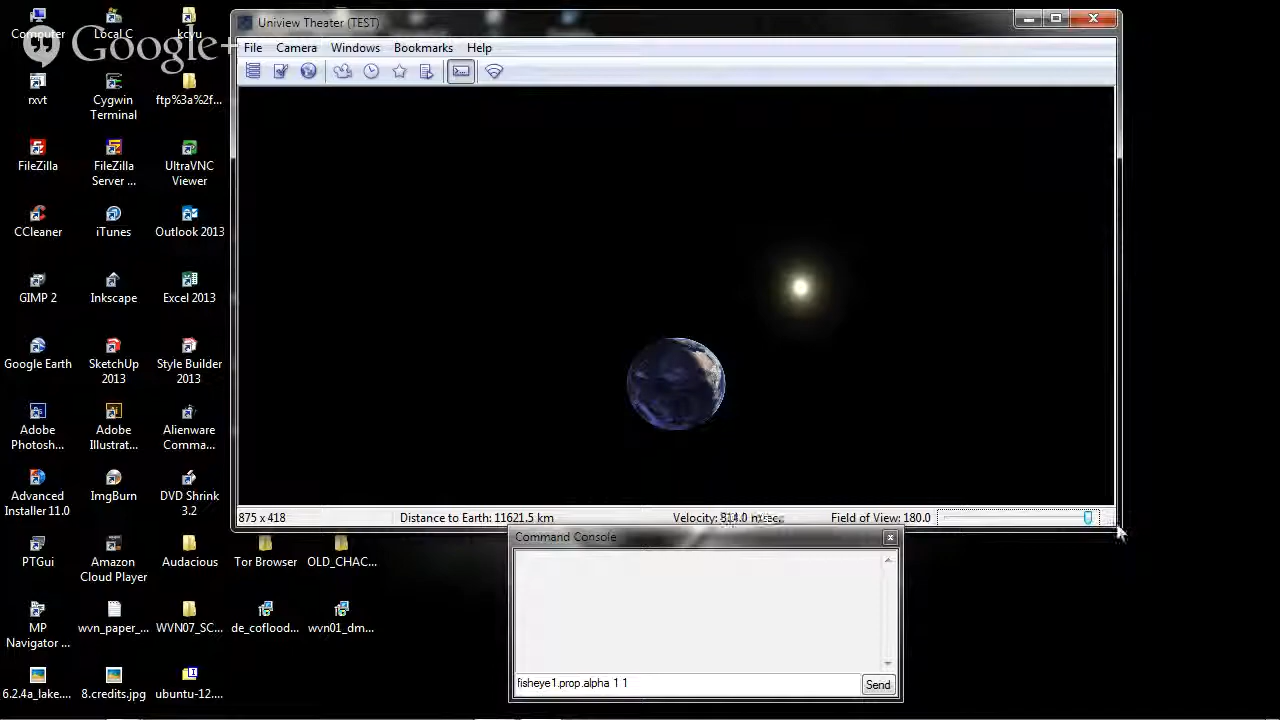 Google+
Computer
Local C
kcyu
rxvt
Cygwin
Terminal
ftp%3a%2f...
FileZilla
FileZilla
Server ...
UltraVNC
Viewer
CCleaner
iTunes
Outlook 2013
GIMP 2
Inkscape
Excel 2013
Google Earth
SketchUp
2013
Style Builder
2013
Adobe
Photosh...
Adobe
Illustrat...
Alienware
Comma...
Advanced
Installer 11.0
ImgBurn
DVD Shrink
3.2
PTGui
Amazon
Cloud Player
Audacious
Tor Browser
OLD_CHAC...
MP
Navigator ...
wvn_paper_...
WVN07_SC...
de_coflood...
wvn01_dm...
6.2.4a_lake....
8.credits.jpg
ubuntu-12....
Uniview Theater (TEST)
File Camera Windows Bookmarks Help
875 x 418 Distance to Earth: 11621.5 km Velocity: Field of View: 180.0
Command Console
fisheye1.prop.alpha 1 1
Send